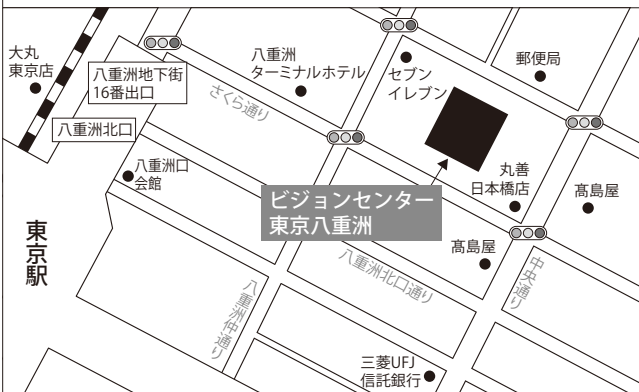 大丸
東京店
八重洲地下街
16番出口
八重洲北口
八重洲
ターミナルホテル
セブン
イレブン
郵便局
さくら通り
八重洲口
会館
ビジョンセンター
東京八重洲
丸善
日本橋店
髙島屋
髙島屋
東京駅
八重洲北口通り
中央通り
八重洲仲通り
三菱UFJ
信託銀行